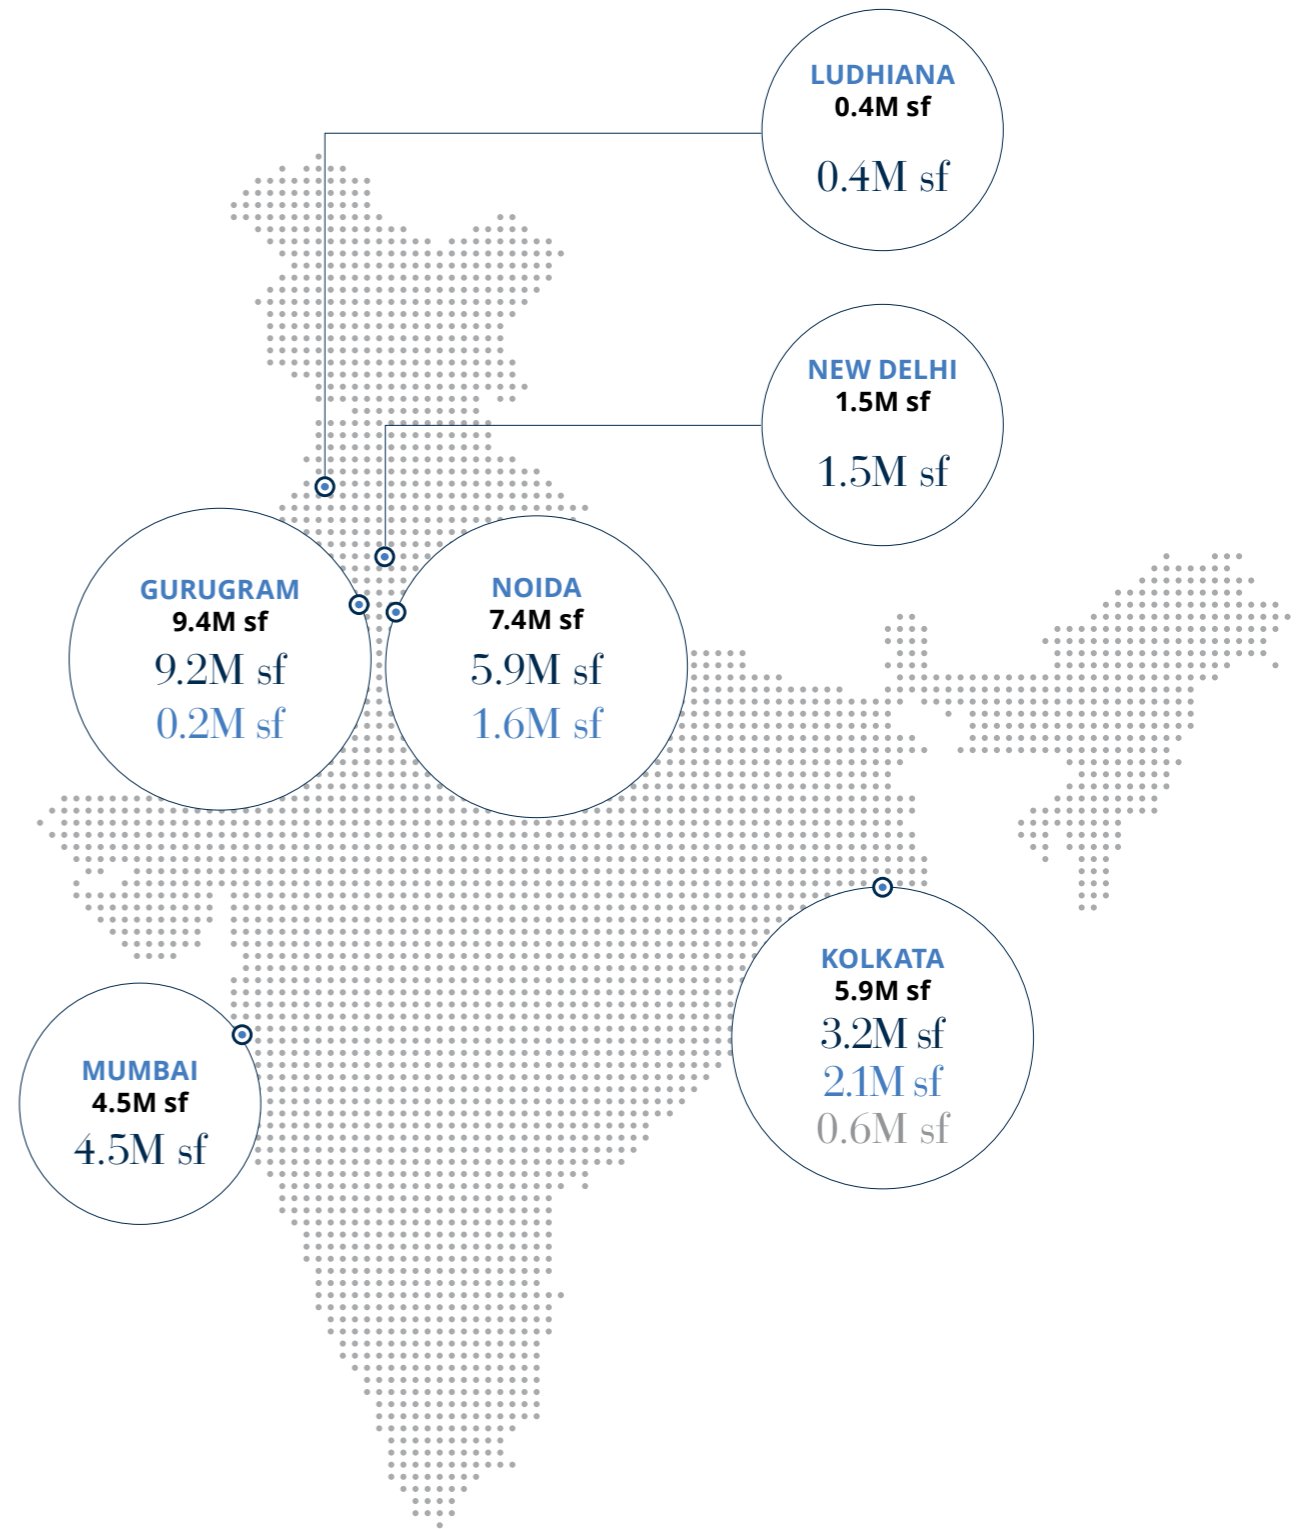 LUDHIANA
0.4M sf
0.4M sf
NEW DELHI
1.5M sf
1.5M sf
GURUGRAM
9.4M sf
9.2M sf
0.2M sf
NOIDA
7.4M sf
5.9M sf
1.6M sf
KOLKATA
5.9M sf
3.2M sf
2.1M sf
0.6M sf
MUMBAI
4.5M sf
4.5M sf